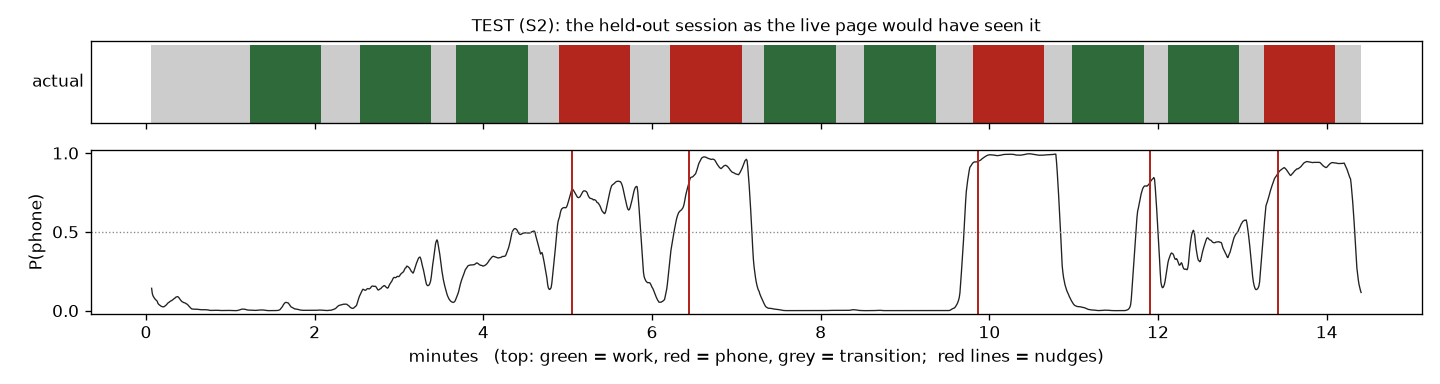 TEST (S2): the held-out session as the live page would have seen it
actual
1.0
0.5
0.0
P(phone)
0 2 4 6 8 10 12 14
minutes (top: green = work, red = phone, grey = transition; red lines = nudges)